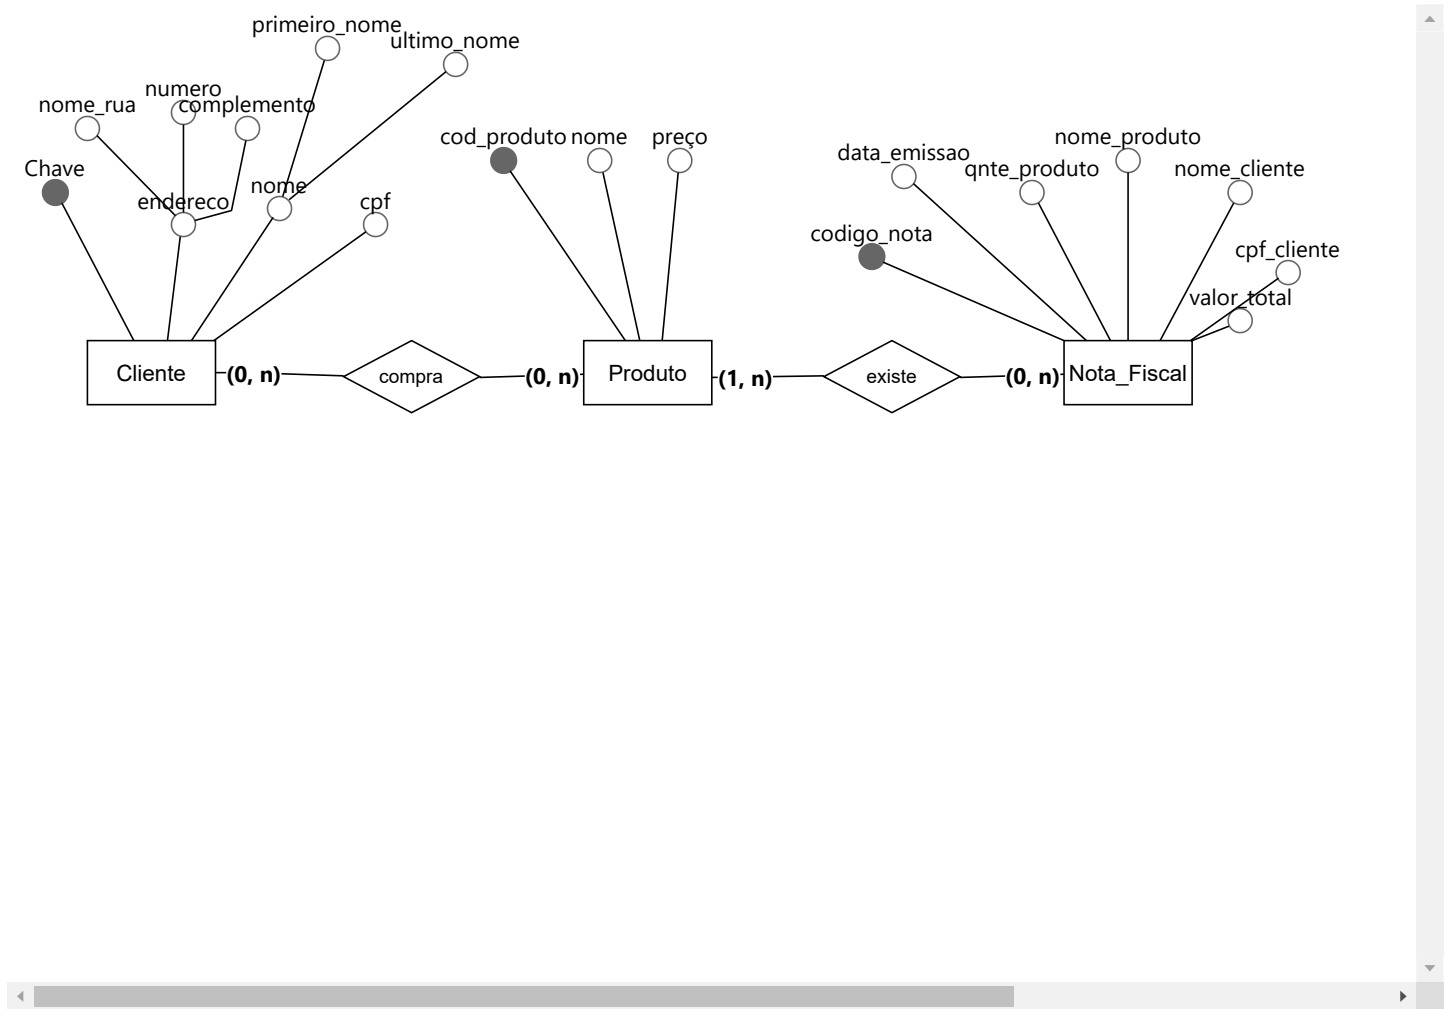 primeiro_nome
ultimo_nome
numero
nome_rua
complemento
Chave
endereco
nome
cpf
cod_produto
nome
preço
data_emissao
qnte_produto
nome_produto
nome_cliente
codigo_nota
cpf_cliente
valor_total
Cliente
(0, n)
compra
(0, n)
Produto
(1, n)
existe
(0, n)
Nota_Fiscal